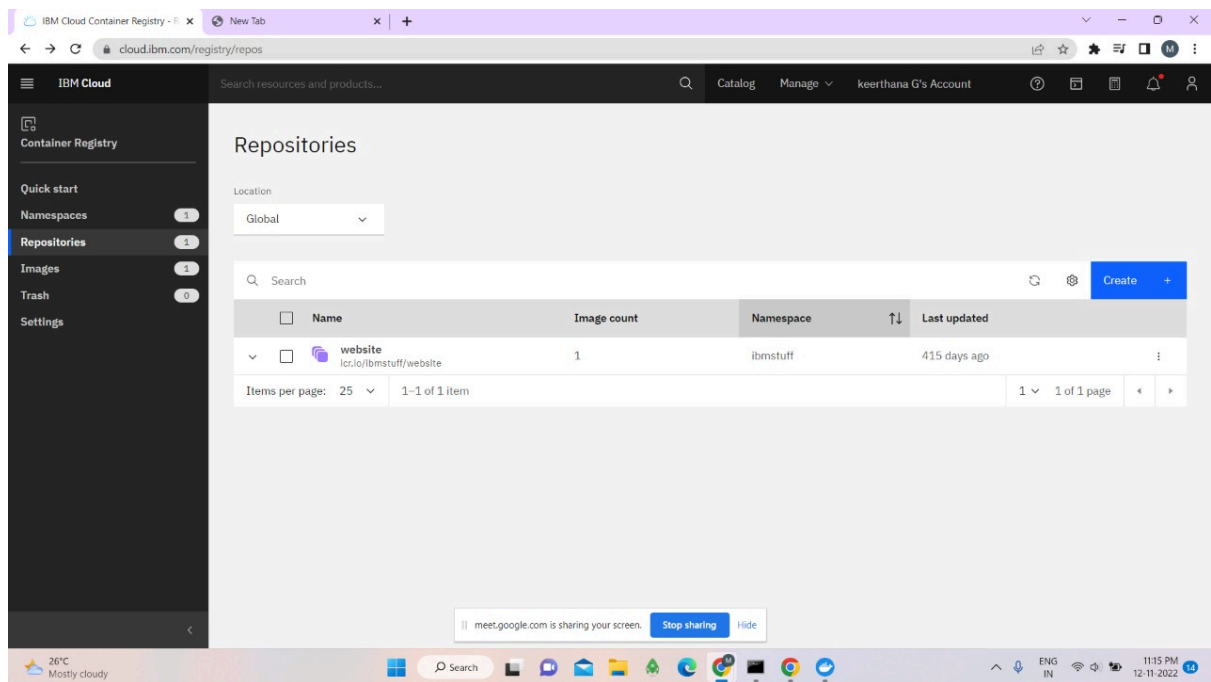 IBM Cloud Container Registry - R
New Tab
cloud.ibm.com/registry/repos
M
IBM Cloud
Search resources and products...
Catalog
Manage
keerthana G's Account
Container Registry
Quick start
Namespaces 1
Repositories 1
Images 1
Trash 0
Settings
Repositories
Location
Global
Search
Create +
Name Image count Namespace Last updated
website 1 ibmstuff 415 days ago
icr.io/ibmstuff/website
Items per page: 25 1–1 of 1 item 1 1 of 1 page
meet.google.com is sharing your screen. Stop sharing Hide
26°C
Mostly cloudy
Search
ENG
IN
11:15 PM
12-11-2022
14